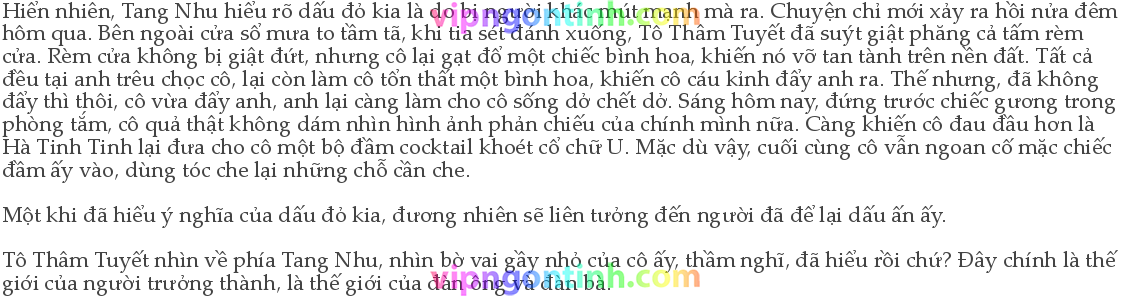 Hiển nhiên, Tang Nhu hiểu rõ dấu đỏ kia là do bị người khác mút mạnh mà ra. Chuyện chỉ mới xảy ra hồi nửa đêm
hôm qua. Bên ngoài cửa sổ mưa to tầm tã, khi tia sét đánh xuống, Tô Thâm Tuyết đã suýt giật phăng cả tấm rèm
cửa. Rèm cửa không bị giật đứt, nhưng cô lại gạt đổ một chiếc bình hoa, khiến nó vỡ tan tành trên nền đất. Tất cả
đều tại anh trêu chọc cô, lại còn làm cô tổn thất một bình hoa, khiến cô cáu kỉnh đẩy anh ra. Thế nhưng, đã không
đẩy thì thôi, cô vừa đẩy anh, anh lại càng làm cho cô sống dở chết dở. Sáng hôm nay, đứng trước chiếc gương trong
phòng tắm, cô quả thật không dám nhìn hình ảnh phản chiếu của chính mình nữa. Càng khiến cô đau đầu hơn là
Hà Tinh Tinh lại đưa cho cô một bộ đầm cocktail khoét cổ chữ U. Mặc dù vậy, cuối cùng cô vẫn ngoan cố mặc chiếc
đầm ấy vào, dùng tóc che lại những chỗ cần che.
Một khi đã hiểu ý nghĩa của dấu đỏ kia, đương nhiên sẽ liên tưởng đến người đã để lại dấu ấn ấy.
Tô Thâm Tuyết nhìn về phía Tang Nhu, nhìn bờ vai gầy nhỏ của cô ấy, thầm nghĩ, đã hiểu rồi chứ? Đây chính là thế
giới của người trưởng thành, là thế giới của đàn ông và đàn bà.
vipngontinh.com
vipngontinh.com